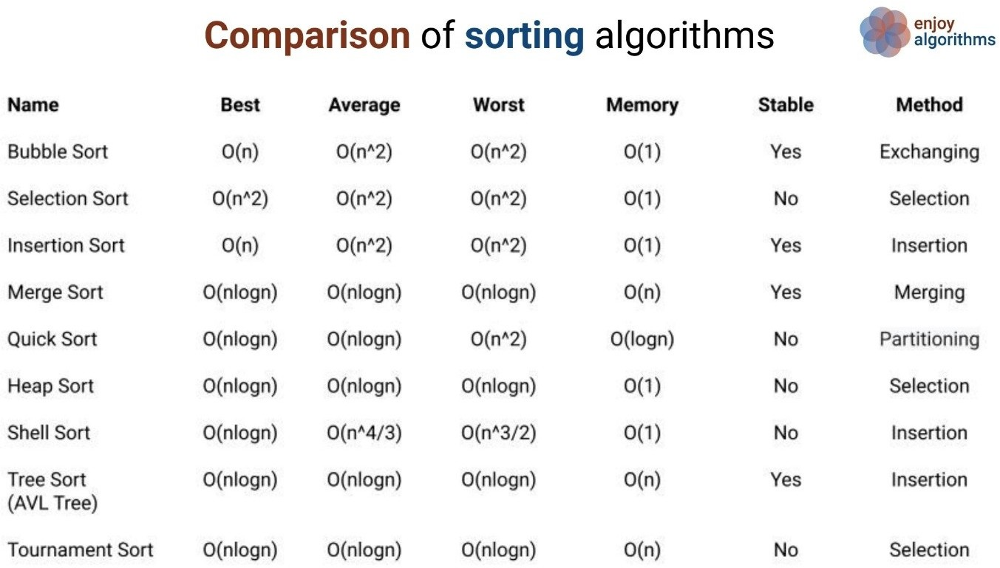 Comparison of sorting algorithms
enjoy
algorithms
Name Best Average Worst Memory Stable Method
Bubble Sort O(n) O(n^2) O(n^2) O(1) Yes Exchanging
Selection Sort O(n^2) O(n^2) O(n^2) O(1) No Selection
Insertion Sort O(n) O(n^2) O(n^2) O(1) Yes Insertion
Merge Sort O(nlogn) O(nlogn) O(nlogn) O(n) Yes Merging
Quick Sort O(nlogn) O(nlogn) O(n^2) O(logn) No Partitioning
Heap Sort O(nlogn) O(nlogn) O(nlogn) O(1) No Selection
Shell Sort O(nlogn) O(n^4/3) O(n^3/2) O(1) No Insertion
Tree Sort O(nlogn) O(nlogn) O(nlogn) O(n) Yes Insertion
(AVL Tree)
Tournament Sort O(nlogn) O(nlogn) O(nlogn) O(n) No Selection